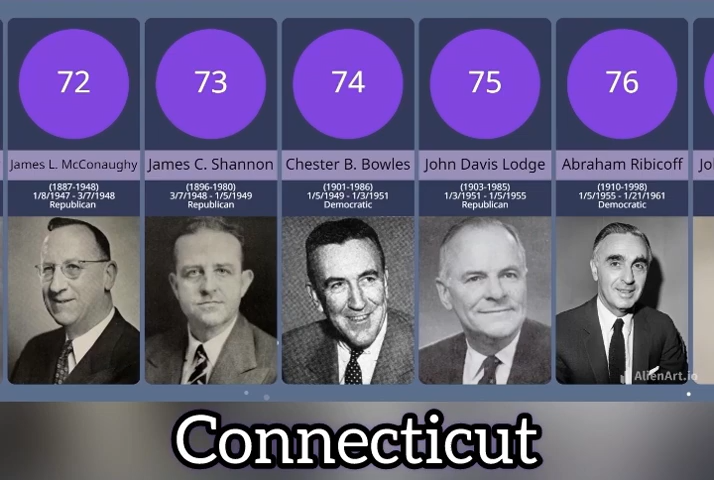 72
James L. McConaughy
(1887-1948)
1/8/1947 - 3/7/1948
Republican
73
James C. Shannon
(1896-1980)
3/7/1948 - 1/5/1949
Republican
74
Chester B. Bowles
(1901-1986)
1/5/1949 - 1/3/1951
Democratic
75
John Davis Lodge
(1903-1985)
1/3/1951 - 1/5/1955
Republican
76
Abraham Ribicoff
(1910-1998)
1/5/1955 - 1/21/1961
Democratic
AlienArt.io
Connecticut